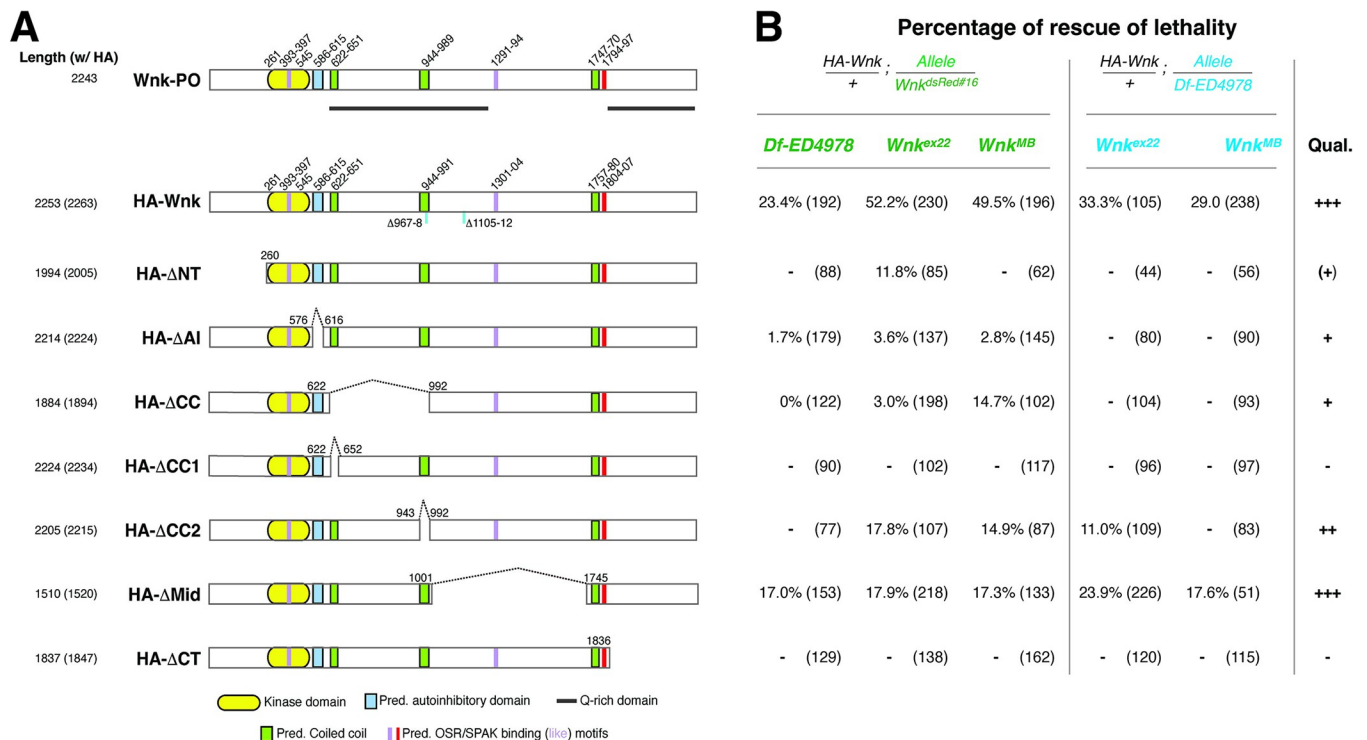 A
Length (w/ HA)
261
393-397
545
586-615
622-651
944-989
1291-94
1747-70
1794-97
2243
Wnk-PO
261
393-397
545
586-615
622-651
944-991
1301-04
1757-80
1804-07
2253 (2263)
HA-Wnk
Δ967-8
Δ1105-12
260
1994 (2005)
HA-ΔNT
576
616
2214 (2224)
HA-ΔAI
622
992
1884 (1894)
HA-ΔCC
622
652
2224 (2234)
HA-ΔCC1
943
992
2205 (2215)
HA-ΔCC2
1001
1745
1510 (1520)
HA-ΔMid
1836
1837 (1847)
HA-ΔCT
Kinase domain
Pred. autoinhibitory domain
Q-rich domain
Pred. Coiled coil
Pred. OSR/SPAK binding (like) motifs
B
Percentage of rescue of lethality
HA-Wnk ; Allele
+ Wnk^dsRed#16
HA-Wnk ; Allele
+ Df-ED4978
Df-ED4978 Wnk^ex22 Wnk^MB Wnk^ex22 Wnk^MB Qual.
23.4% (192) 52.2% (230) 49.5% (196) 33.3% (105) 29.0 (238) +++
- (88) 11.8% (85) - (62) - (44) - (56) (+)
1.7% (179) 3.6% (137) 2.8% (145) - (80) - (90) +
0% (122) 3.0% (198) 14.7% (102) - (104) - (93) +
- (90) - (102) - (117) - (96) - (97) -
- (77) 17.8% (107) 14.9% (87) 11.0% (109) - (83) ++
17.0% (153) 17.9% (218) 17.3% (133) 23.9% (226) 17.6% (51) +++
- (129) - (138) - (162) - (120) - (115) -